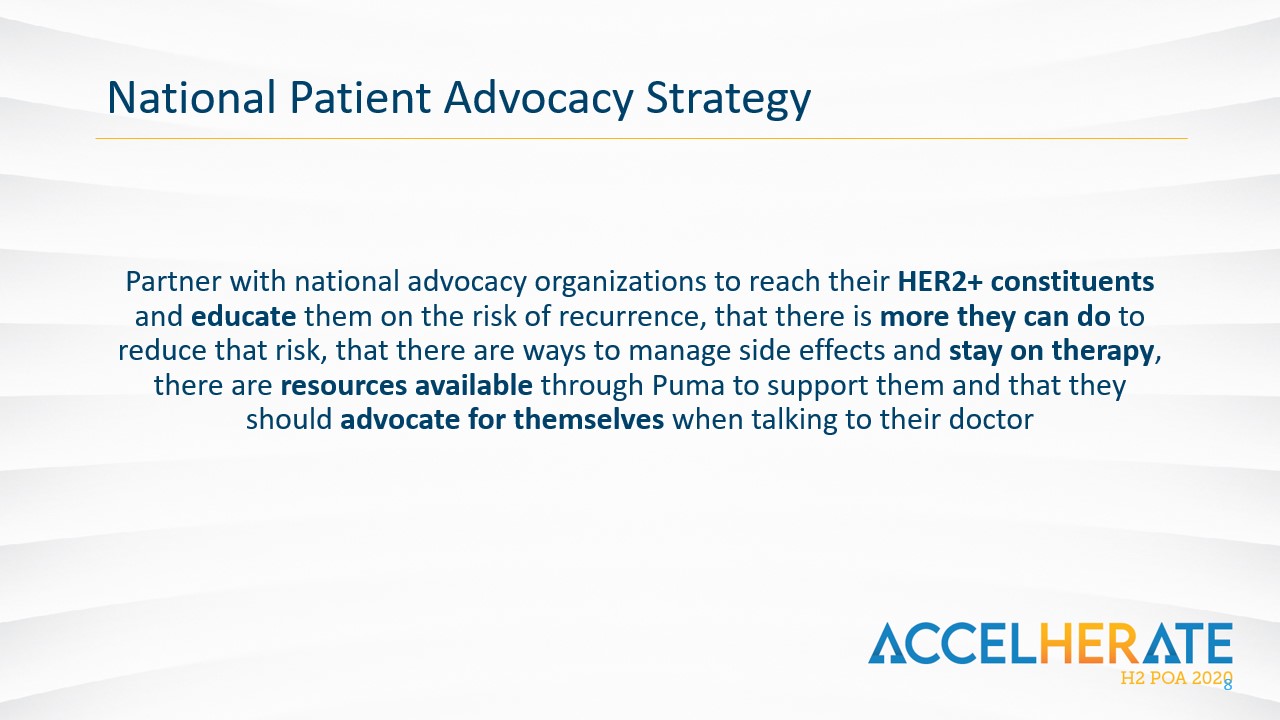 National Patient Advocacy Strategy
Partner with national advocacy organizations to reach their HER2+ constituents
and educate them on the risk of recurrence, that there is more they can do to
reduce that risk, that there are ways to manage side effects and stay on therapy,
there are resources available through Puma to support them and that they
should advocate for themselves when talking to their doctor
ACCELHERATE
H2 POA 2020
8